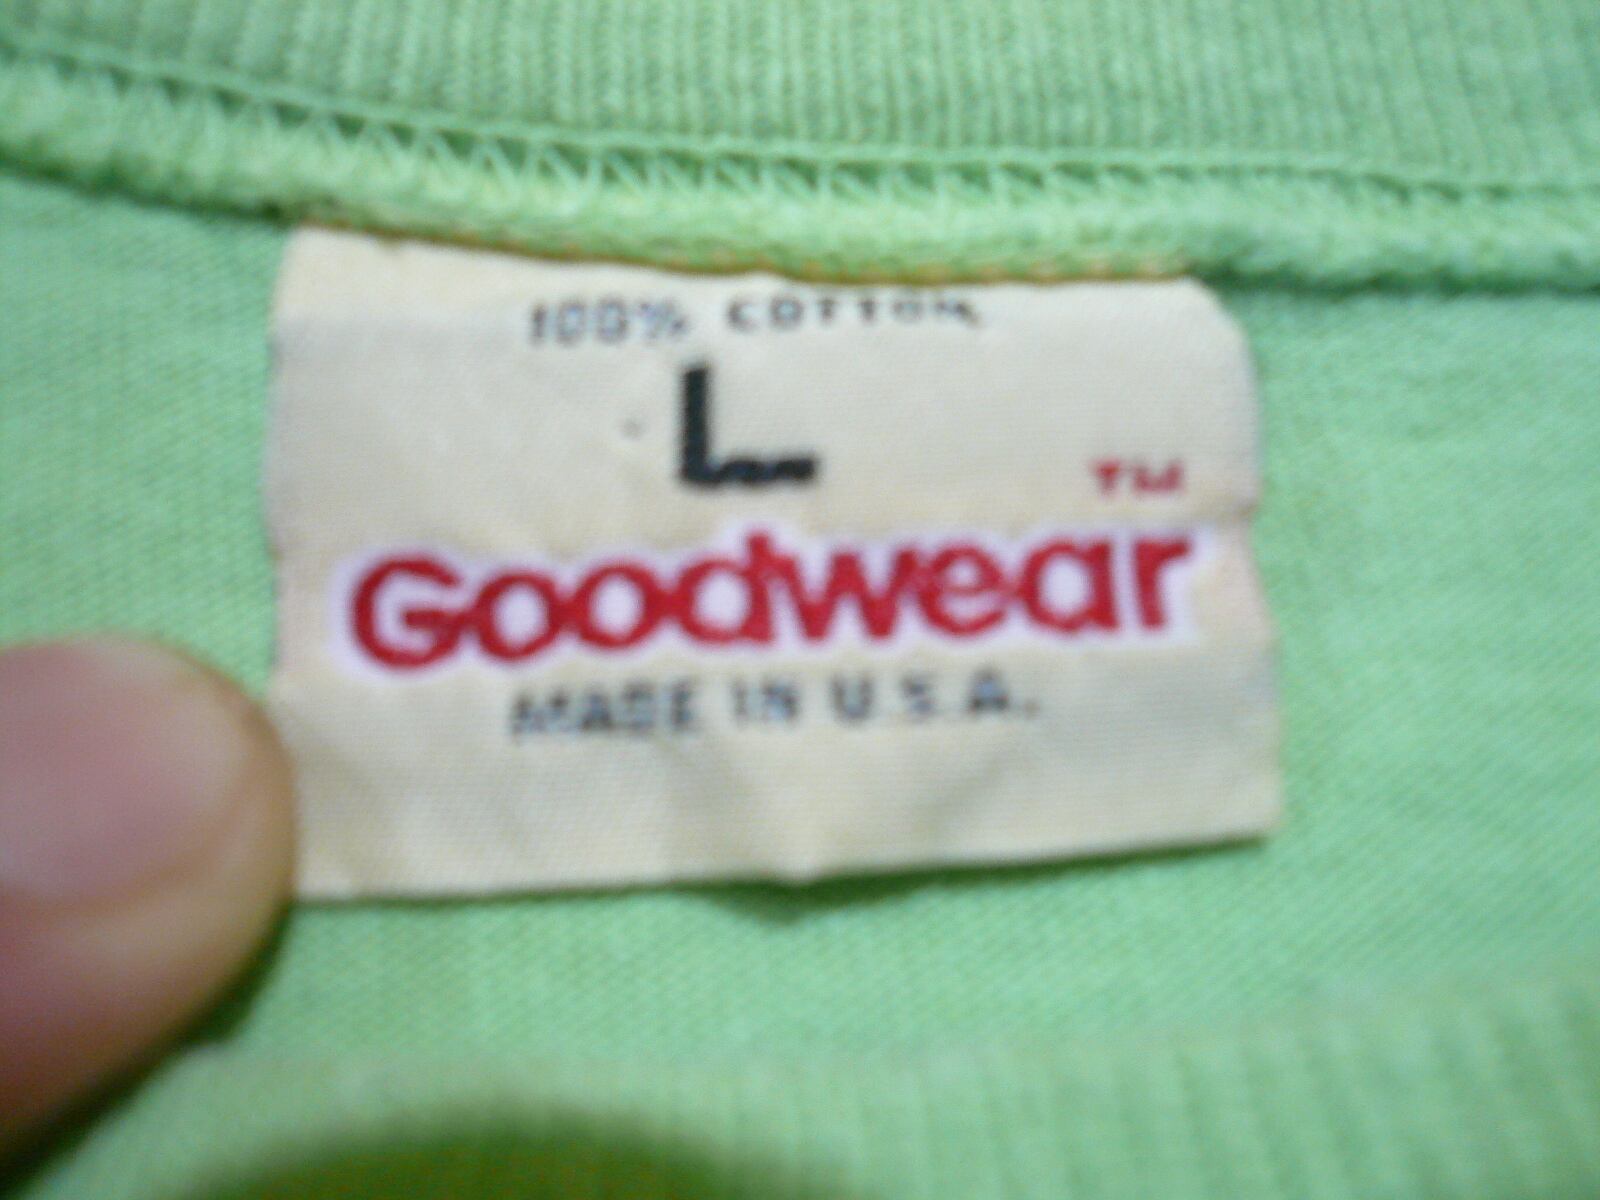 100% COTTON
L
TM
Goodwear
MADE IN U.S.A.